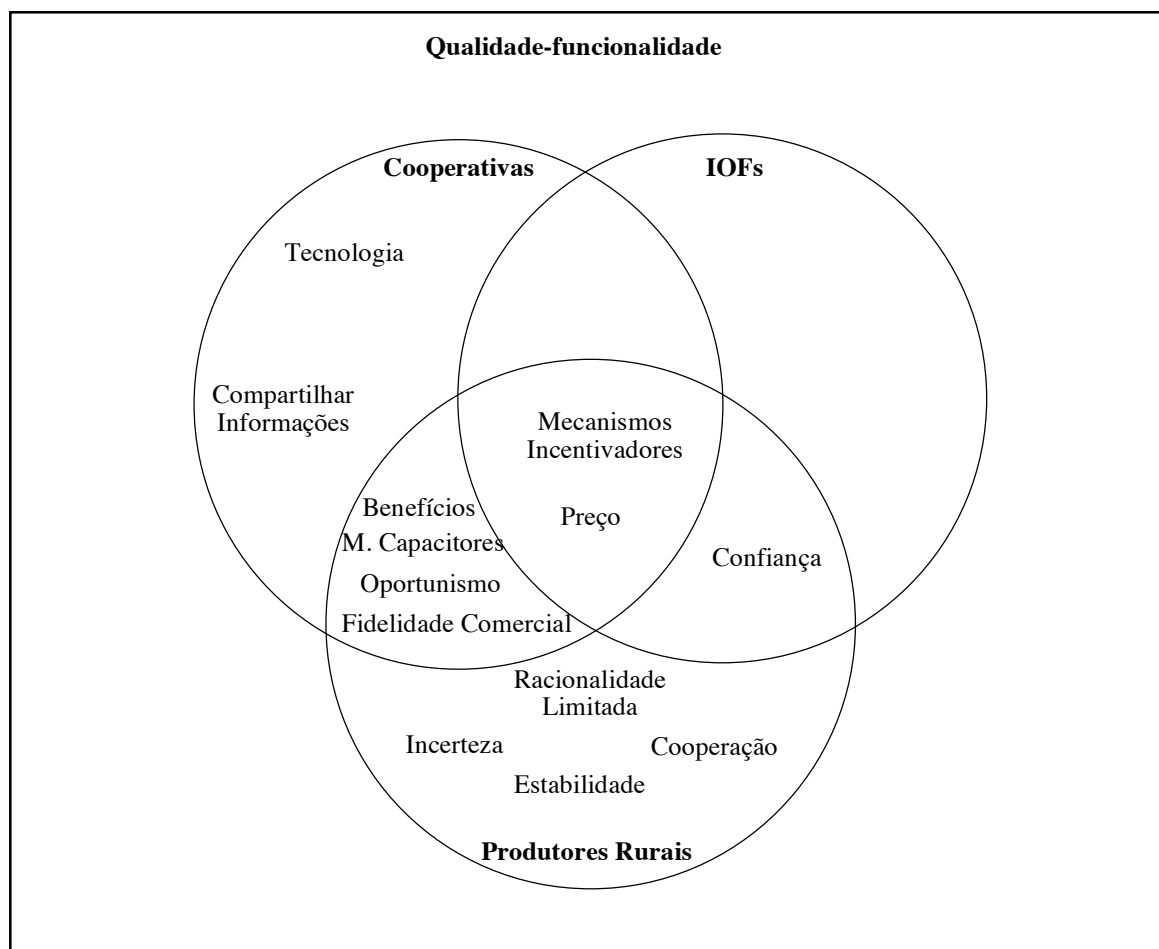 Qualidade-funcionalidade
Cooperativas
IOFs
Tecnologia
Compartilhar
Informações
Mecanismos
Incentivadores
Benefícios
Preço
M. Capacitores
Confiança
Oportunismo
Fidelidade Comercial
Racionalidade
Limitada
Incerteza
Cooperação
Estabilidade
Produtores Rurais